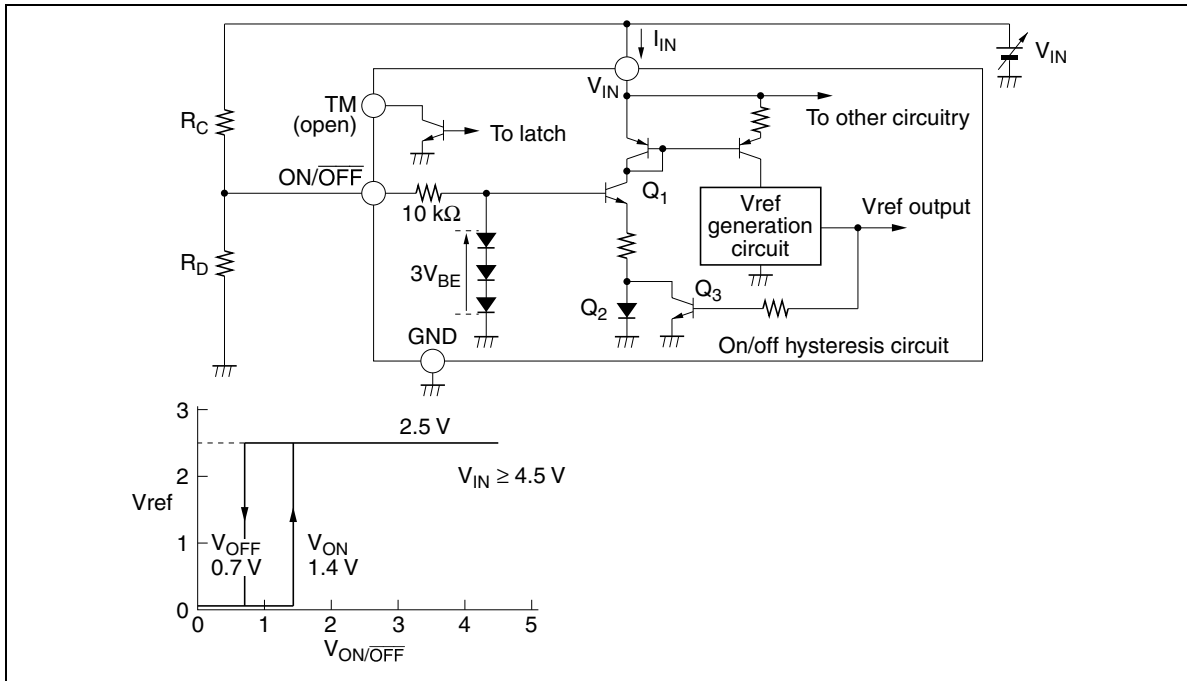 I_IN
V_IN
V_IN
TM
(open)
To latch
To other circuitry
R_C
ON/O̅F̅F̅
10 kΩ
Q_1
Vref
generation
circuit
Vref output
R_D
3V_BE
Q_2
Q_3
GND
On/off hysteresis circuit
3
2.5 V
2
V_IN ≥ 4.5 V
Vref
1
V_OFF
0.7 V
V_ON
1.4 V
0
0 1 2 3 4 5
V_ON/O̅F̅F̅